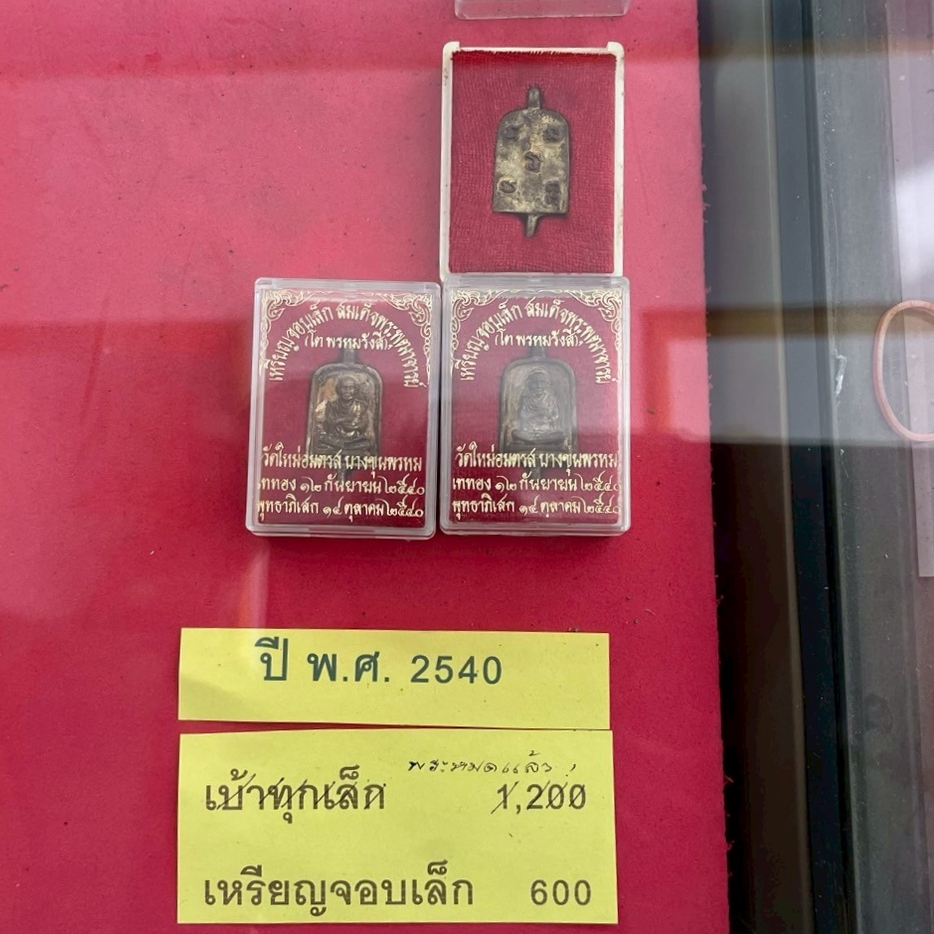 เหรียญจอบเล็ก สมเด็จพระพุฒาจารย์
(โต พรหมรังสี)
วัดใหม่อมตรส บางขุนพรหม
เททอง ๑๒ กันยายน ๒๕๔๐
พุทธาภิเสก ๑๔ ตุลาคม ๒๕๔๐
เหรียญจอบเล็ก สมเด็จพระพุฒาจารย์
(โต พรหมรังสี)
วัดใหม่อมตรส บางขุนพรหม
เททอง ๑๒ กันยายน ๒๕๔๐
พุทธาภิเสก ๑๔ ตุลาคม ๒๕๔๐
ปี พ.ศ. 2540
พระหมดแล้ว
เบ้าทุกเล็ก 1,200
เหรียญจอบเล็ก 600